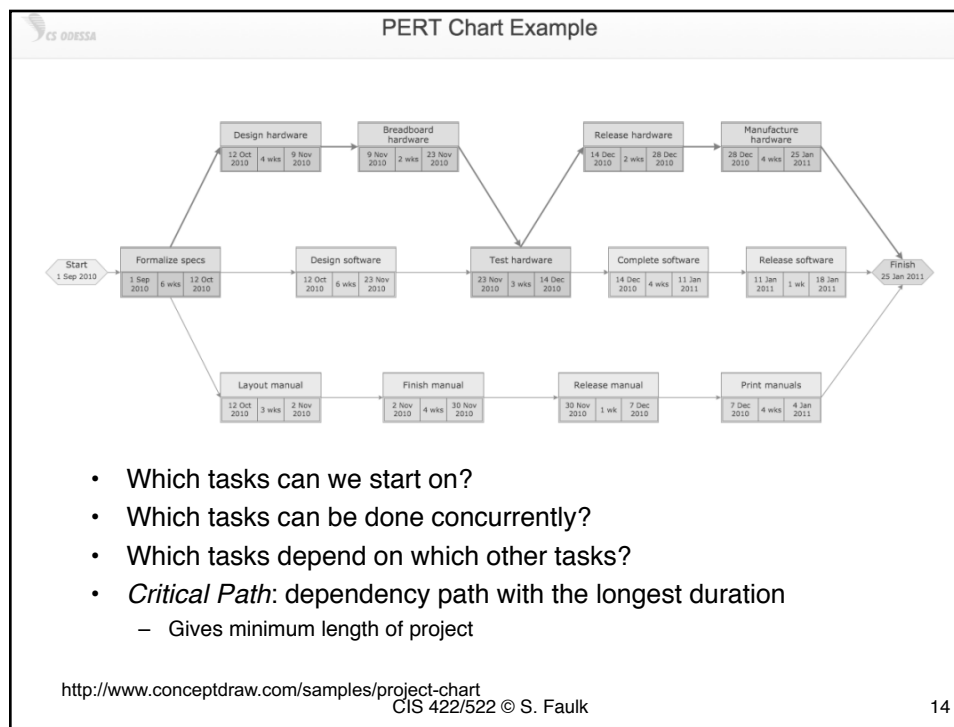 CS ODESSA
PERT Chart Example
Design hardware
12 Oct 2010 4 wks 9 Nov 2010
Breadboard
hardware
9 Nov 2010 2 wks 23 Nov 2010
Release hardware
14 Dec 2010 2 wks 28 Dec 2010
Manufacture
hardware
28 Dec 2010 4 wks 25 Jan 2011
Start
1 Sep 2010
Formalize specs
1 Sep 2010 6 wks 12 Oct 2010
Design software
12 Oct 2010 6 wks 23 Nov 2010
Test hardware
23 Nov 2010 3 wks 14 Dec 2010
Complete software
14 Dec 2010 4 wks 11 Jan 2011
Release software
11 Jan 2011 1 wk 18 Jan 2011
Finish
25 Jan 2011
Layout manual
12 Oct 2010 3 wks 2 Nov 2010
Finish manual
2 Nov 2010 4 wks 30 Nov 2010
Release manual
30 Nov 2010 1 wk 7 Dec 2010
Print manuals
7 Dec 2010 4 wks 4 Jan 2011
• Which tasks can we start on?
• Which tasks can be done concurrently?
• Which tasks depend on which other tasks?
• Critical Path: dependency path with the longest duration
– Gives minimum length of project
http://www.conceptdraw.com/samples/project-chart
CIS 422/522 © S. Faulk
14